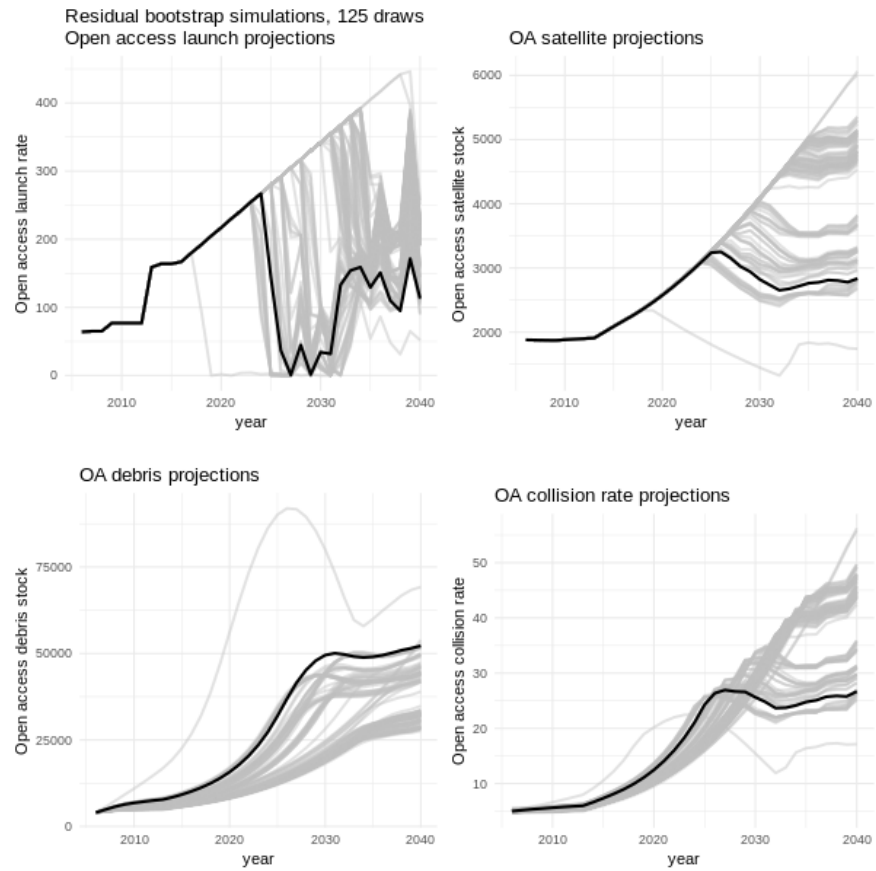 Residual bootstrap simulations, 125 draws
Open access launch projections
Open access launch rate
400
300
200
100
0
2010
2020
2030
2040
year
OA satellite projections
Open access satellite stock
6000
5000
4000
3000
2000
2010
2020
2030
2040
year
OA debris projections
Open access debris stock
75000
50000
25000
0
2010
2020
2030
2040
year
OA collision rate projections
Open access collision rate
50
40
30
20
10
2010
2020
2030
2040
year